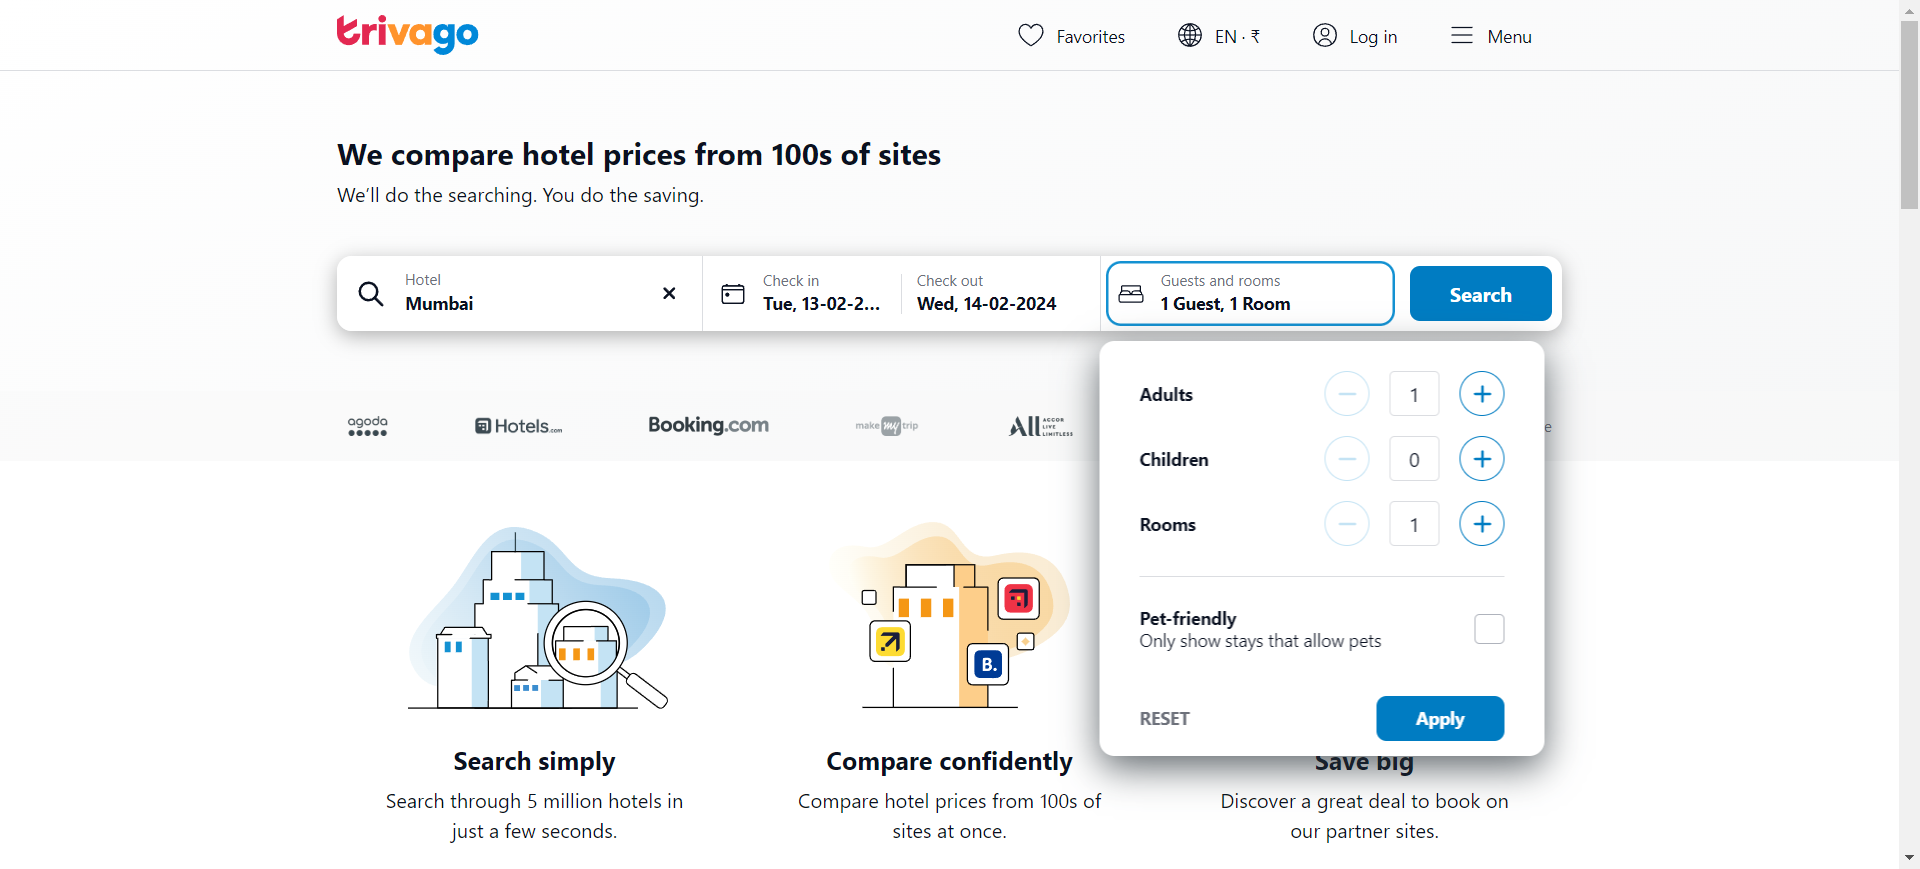 trivago
Favorites
EN · ₹
Log in
Menu
We compare hotel prices from 100s of sites
We'll do the searching. You do the saving.
Hotel
Mumbai
Check in
Tue, 13-02-2...
Check out
Wed, 14-02-2024
Guests and rooms
1 Guest, 1 Room
Search
agoda
Hotels.com
Booking.com
make my trip
ALL ACCOR LIVE LIMITLESS
e
Adults
1
Children
0
Rooms
1
Pet-friendly
Only show stays that allow pets
RESET
Apply
B.
Search simply
Search through 5 million hotels in
just a few seconds.
Compare confidently
Compare hotel prices from 100s of
sites at once.
Save big
Discover a great deal to book on
our partner sites.